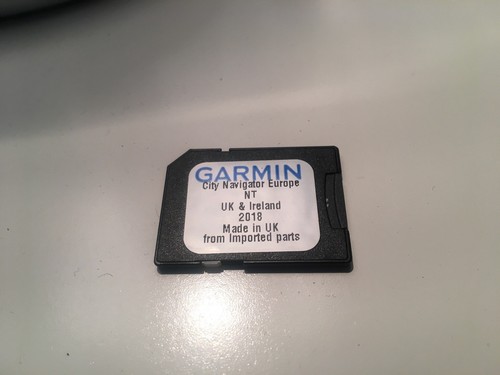 GARMIN
City Navigator Europe
NT
UK & Ireland
2018
Made in UK
from Imported parts